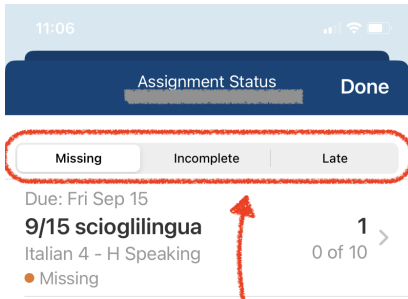 11:06
Assignment Status
Done
Missing Incomplete Late
Due: Fri Sep 15
9/15 scioglilingua 1
Italian 4 - H Speaking 0 of 10
Missing